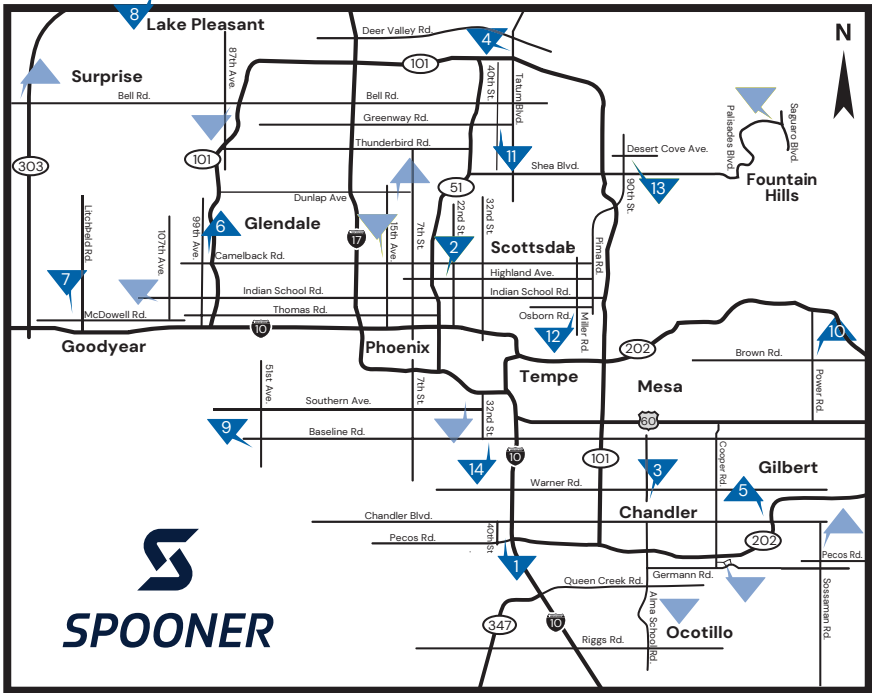 8 Lake Pleasant
Deer Valley Rd.
4
N
87th Ave.
101
Surprise
40th St.
Tatum Blvd.
Bell Rd.
Bell Rd.
Palisades Blvd.
Saguaro Blvd.
Greenway Rd.
Thunderbird Rd.
11
Desert Cove Ave.
101
303
Shea Blvd.
Fountain
Hills
51
90th St.
13
Dunlap Ave
Litchbeld Rd.
107th Ave.
99th Ave.
6
Glendale
17
15th Ave.
7th St.
22nd St.
32nd St.
2
Scottsdale
Pima Rd.
Camelback Rd.
7
Highland Ave.
Indian School Rd.
Indian School Rd.
McDowell Rd.
Thomas Rd.
Osborn Rd.
Miller Rd.
10
12
10
Goodyear
Phoenix
202
Brown Rd.
Tempe
Mesa
51st Ave.
7th St.
32nd St.
Power Rd.
Southern Ave.
60
9
Baseline Rd.
10
101
Cooper Rd.
14
3
Gilbert
Warner Rd.
5
Chandler
Chandler Blvd.
40th St
Pecos Rd.
202
Pecos Rd.
1
Germann Rd.
Queen Creek Rd.
Alma School Rd.
Sossaman Rd.
347
10
Ocotillo
Riggs Rd.
SPOONER